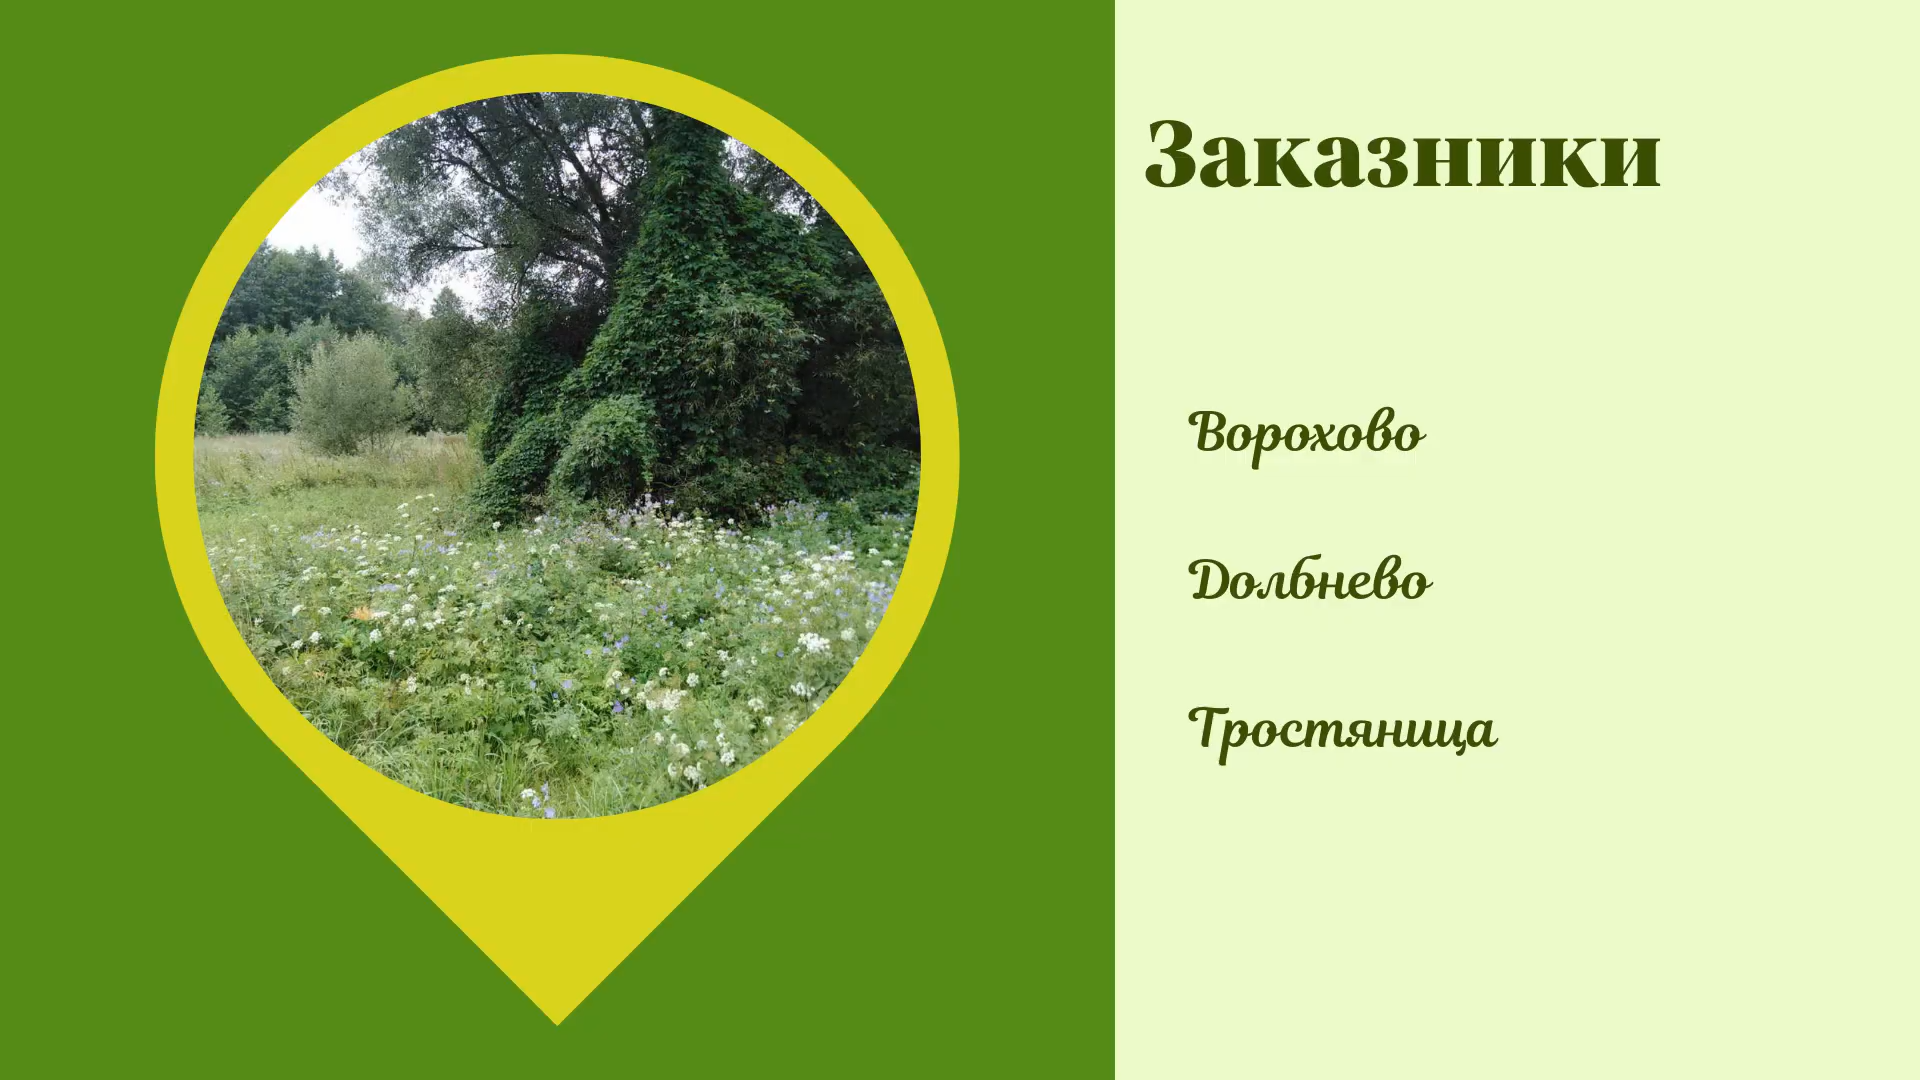 Заказники
Ворохово
Долбнево
Тростяница